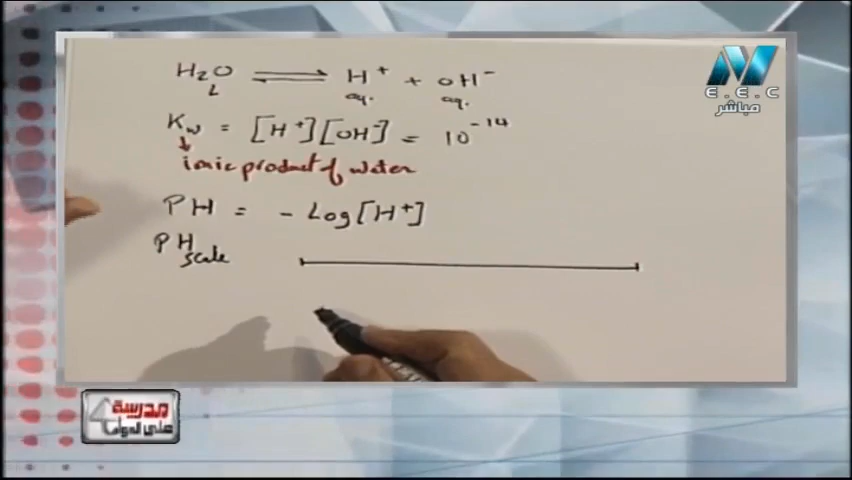 H₂O ⇌ H⁺ + OH⁻
L aq. aq.
Kw = [H⁺][OH⁻] = 10⁻¹⁴
ionic product of water
PH = - Log[H⁺]
PH scale
E.E.C
مباشر
مدرسة
على الهواء